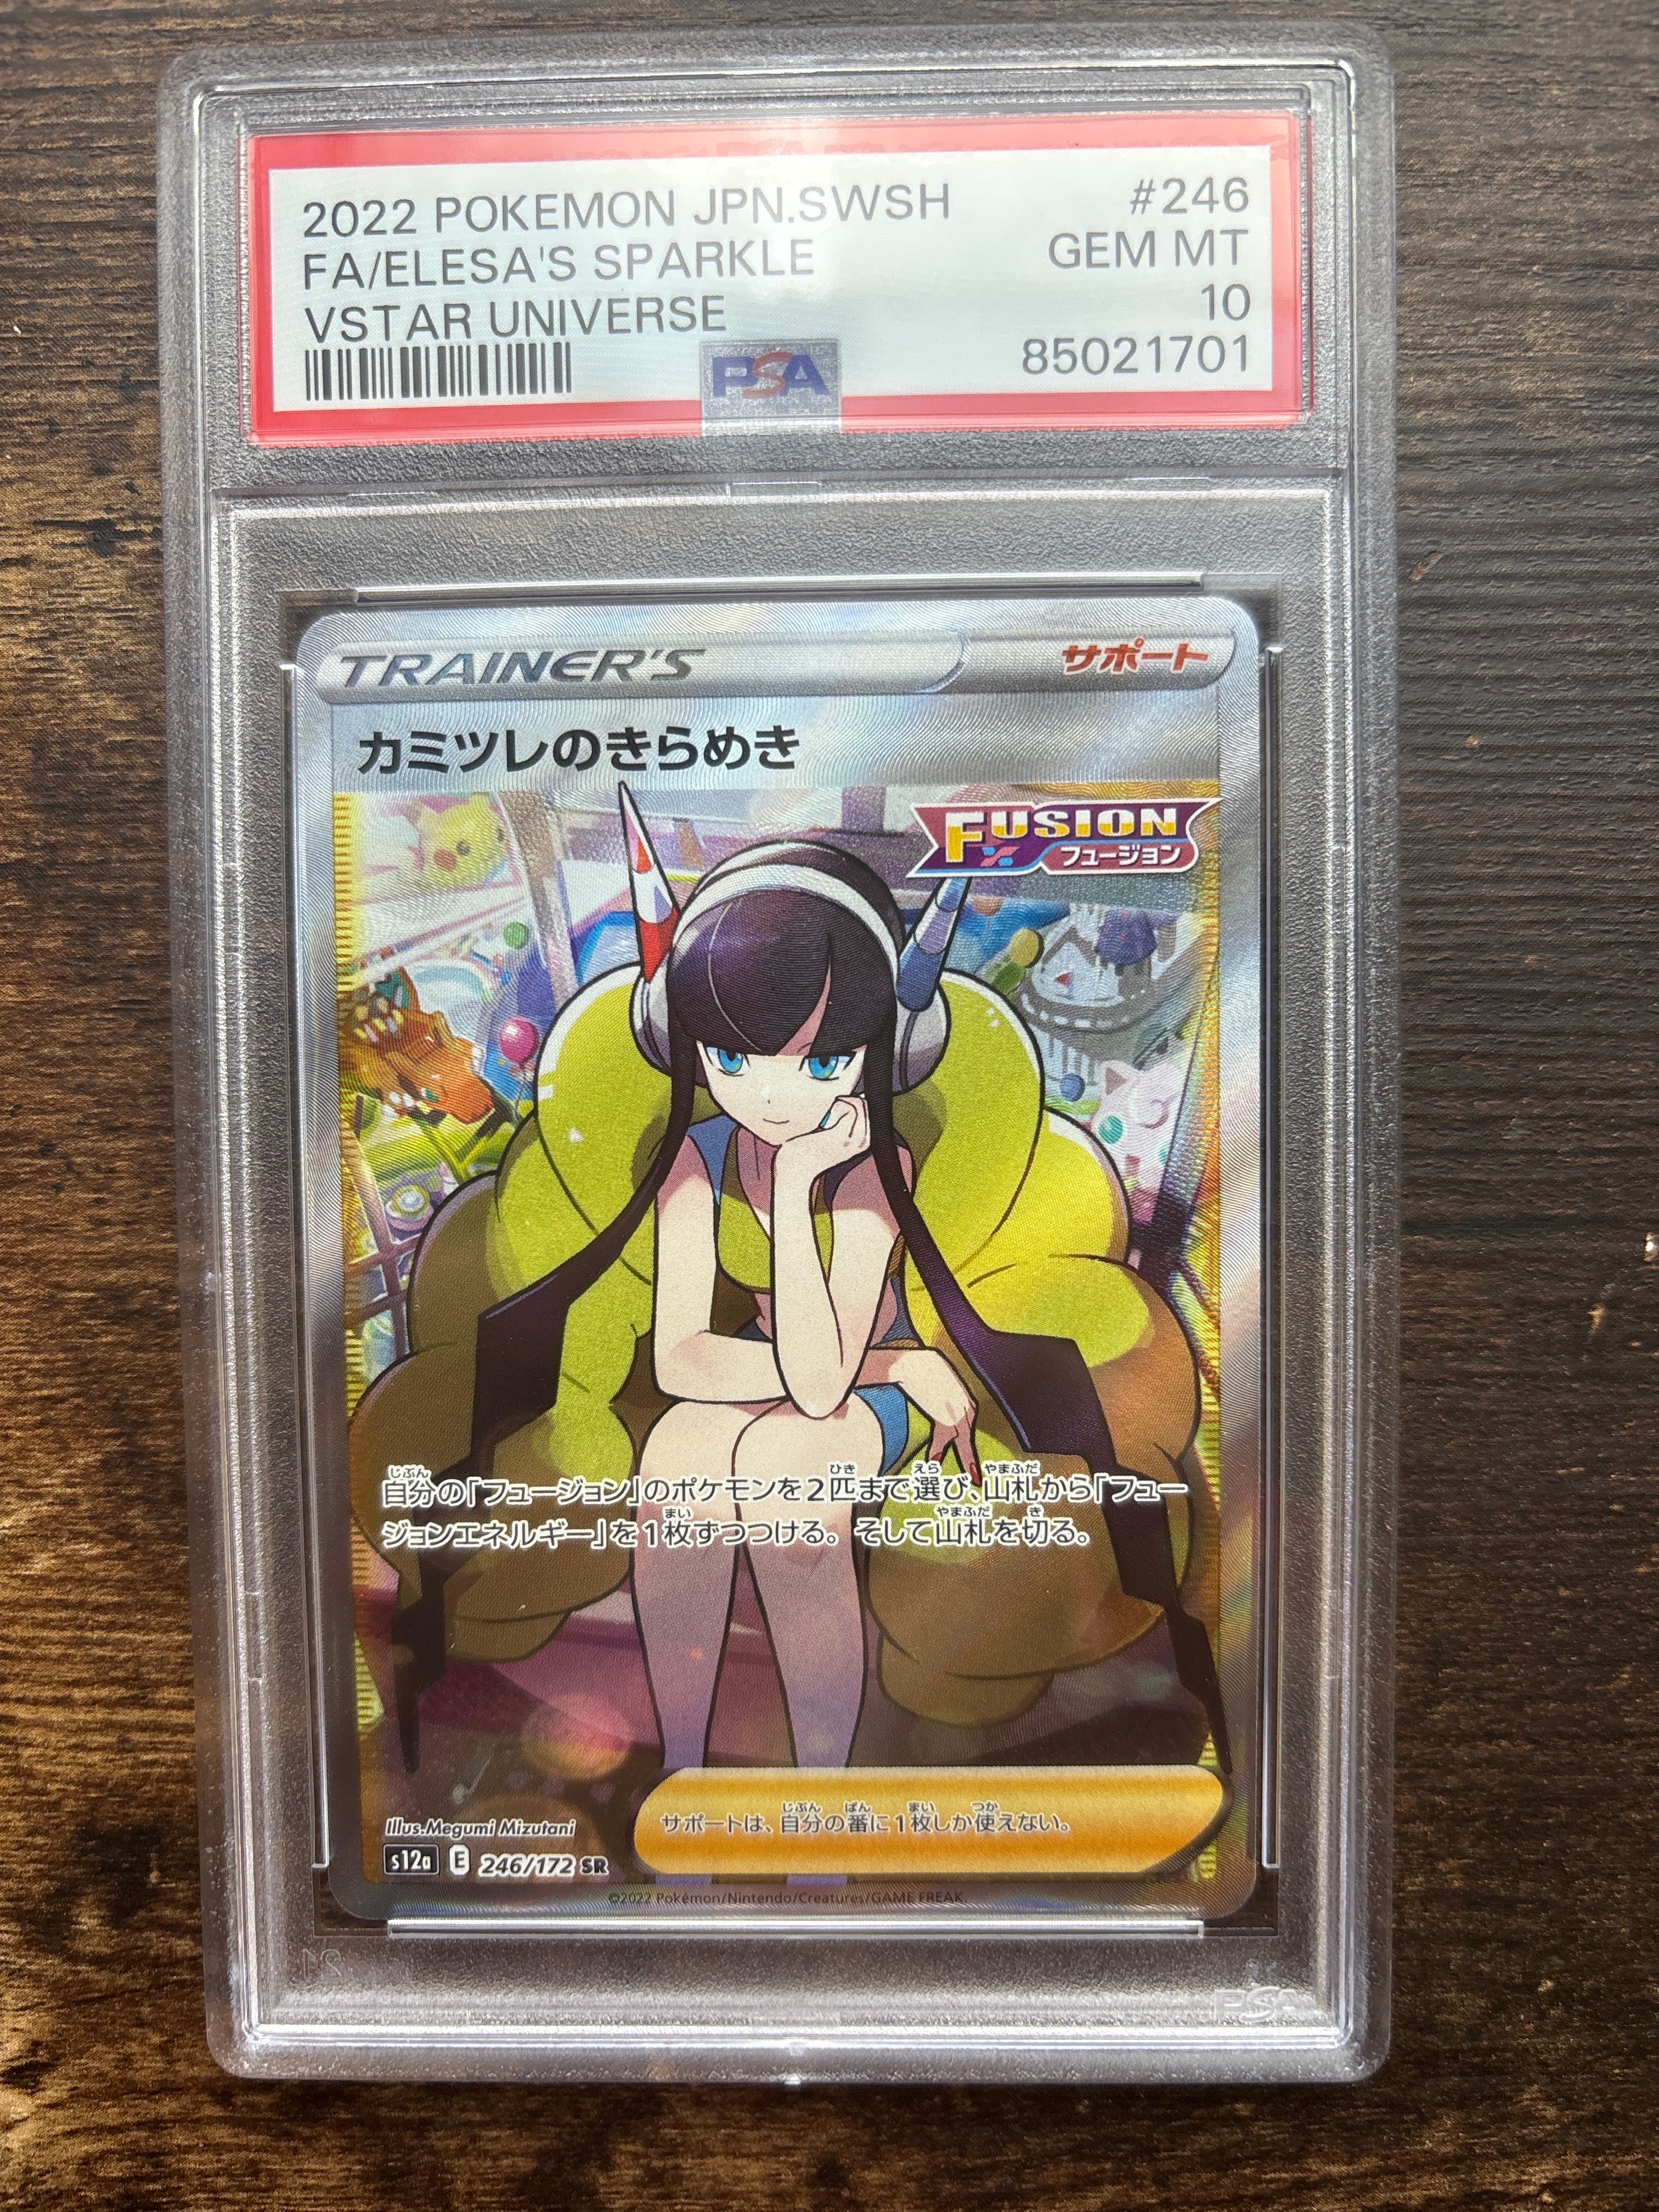 2022 POKEMON JPN.SWSH #246
FA/ELESA'S SPARKLE GEM MT
VSTAR UNIVERSE 10
PSA 85021701
TRAINER'S サポート
カミツレのきらめき
FUSION
フュージョン
自分の「フュージョン」のポケモンを2匹まで選び、山札から「フュー
ジョンエネルギー」を1枚ずつつける。そして山札を切る。
サポートは、自分の番に1枚しか使えない。
Illus.Megumi Mizutani
s12a E 246/172 SR
©2022 Pokémon/Nintendo/Creatures/GAME FREAK.
PSA